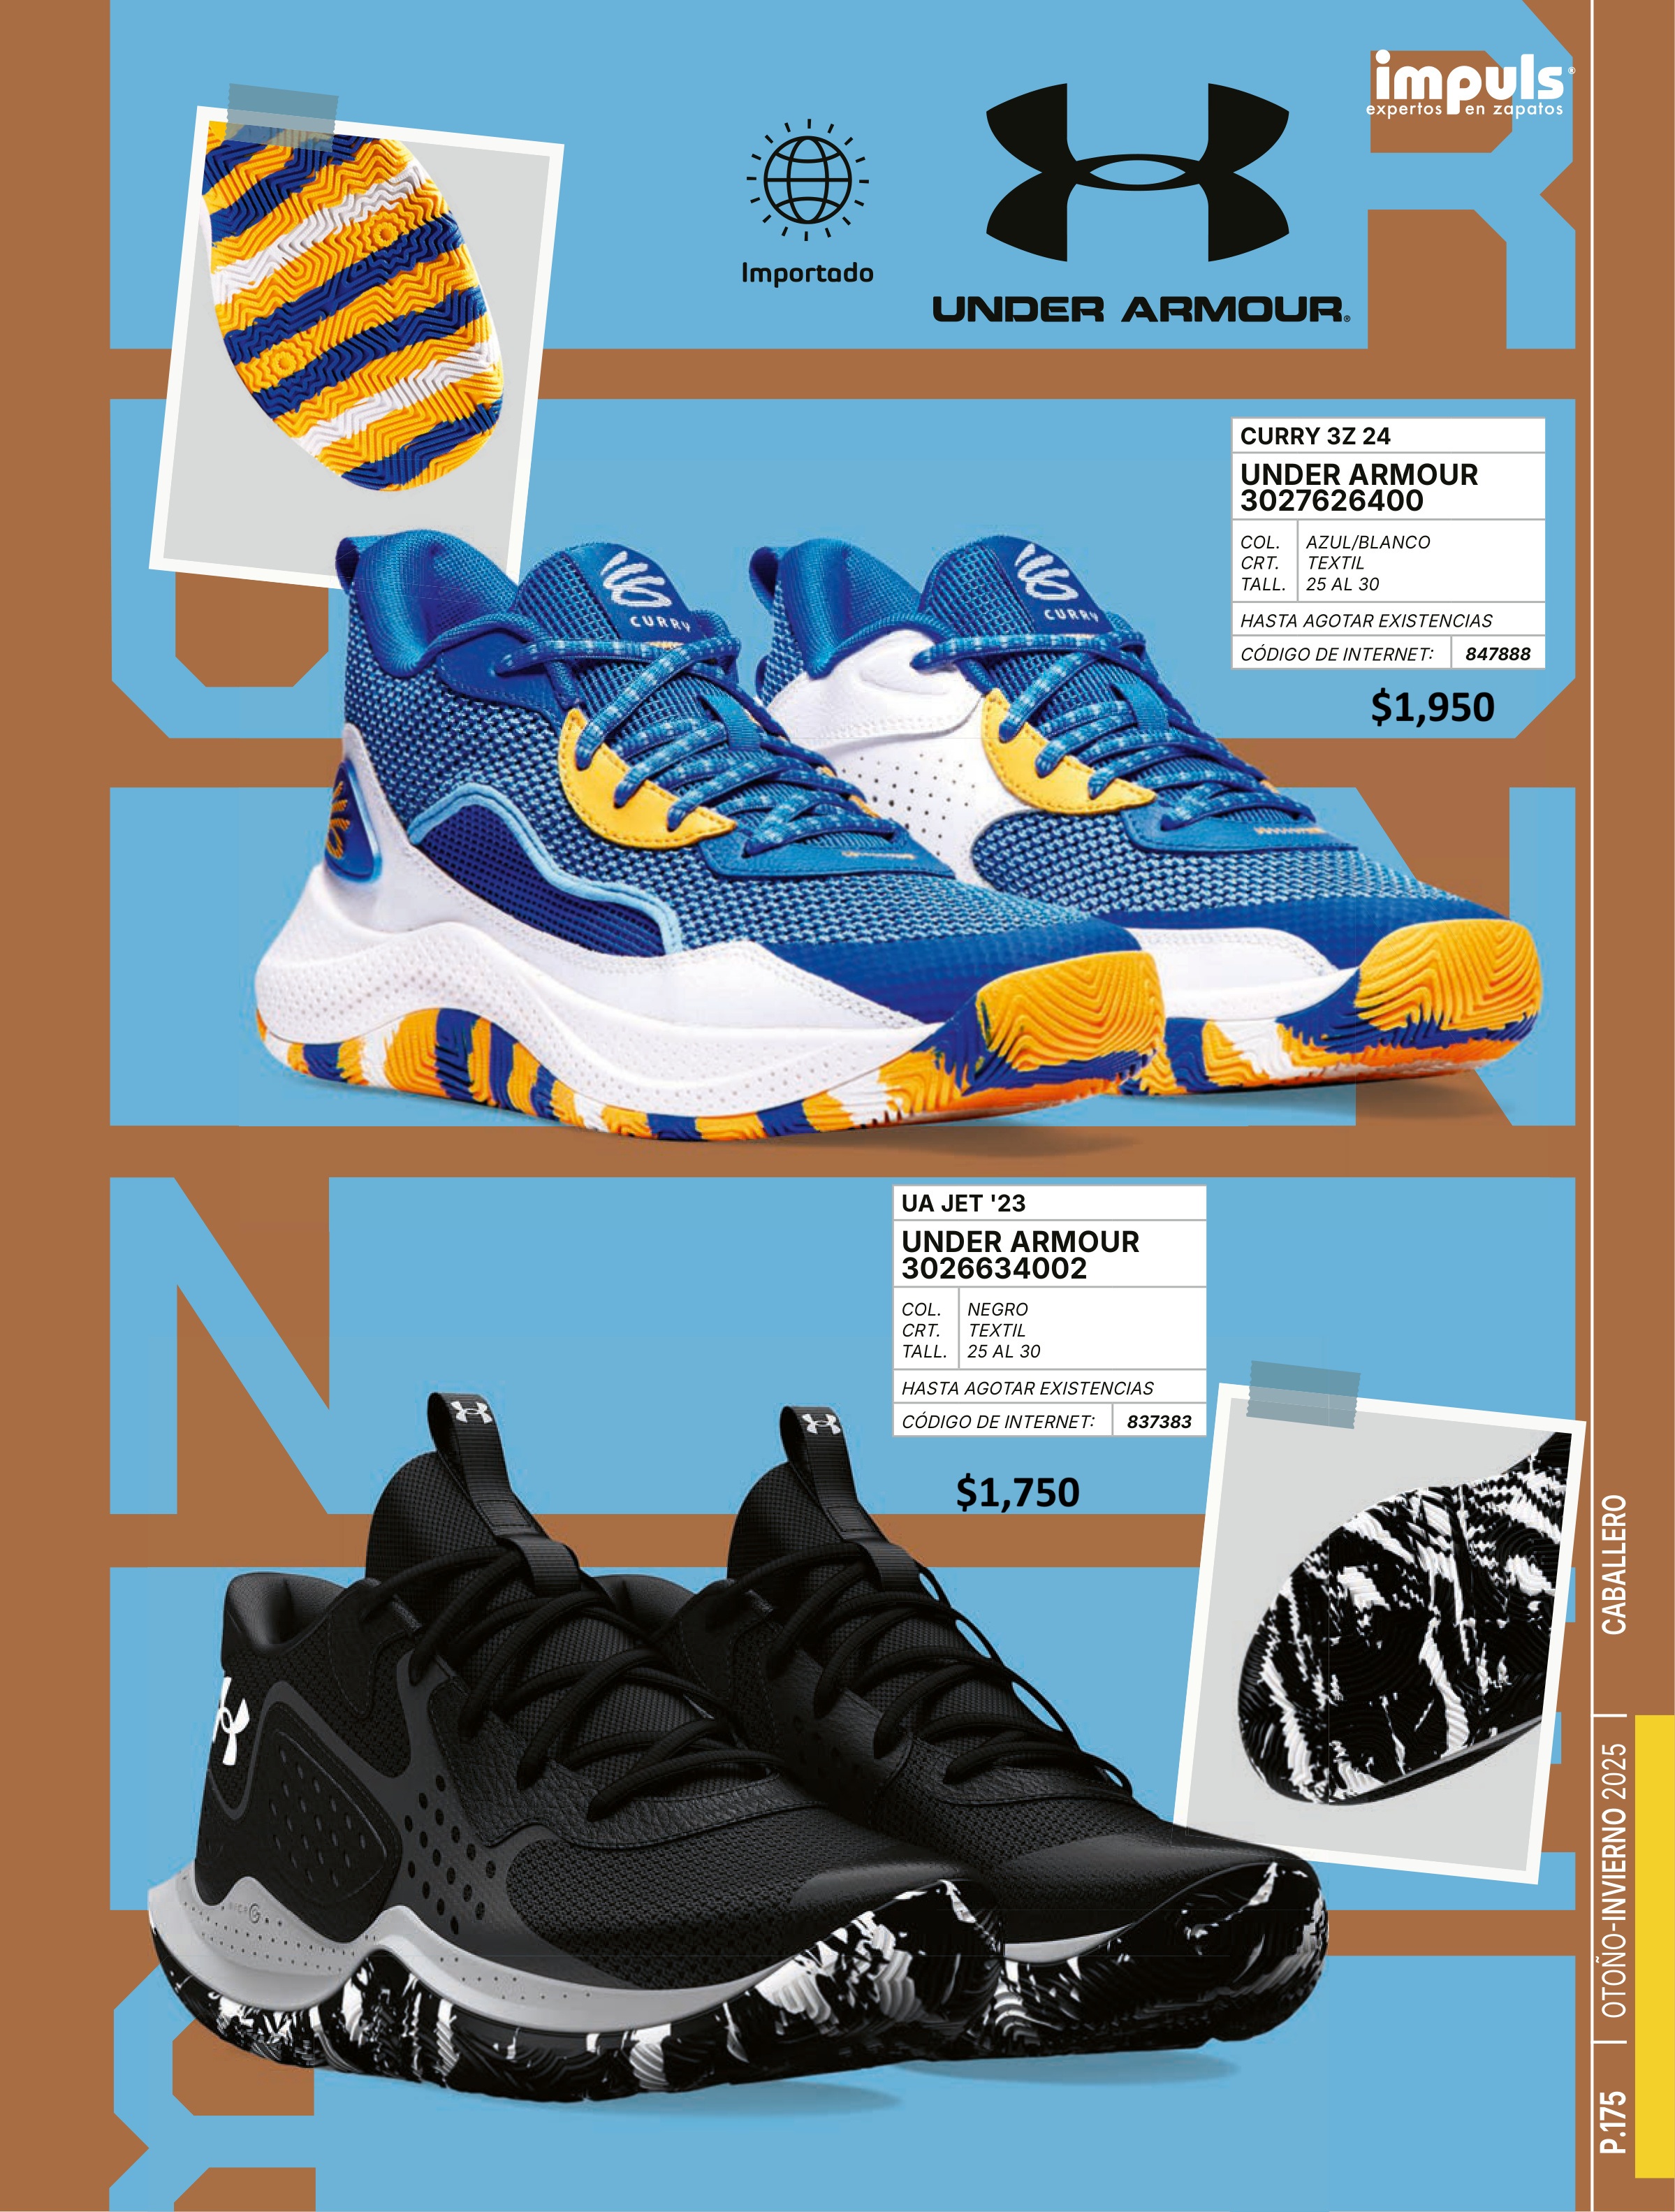 impuls®
expertos en zapatos
Importado
UNDER ARMOUR®
CURRY 3Z 24
UNDER ARMOUR
3027626400
COL. AZUL/BLANCO
CRT. TEXTIL
TALL. 25 AL 30
HASTA AGOTAR EXISTENCIAS
CÓDIGO DE INTERNET: 847888
$1,950
CURRY
CURRY
UA JET '23
UNDER ARMOUR
3026634002
COL. NEGRO
CRT. TEXTIL
TALL. 25 AL 30
HASTA AGOTAR EXISTENCIAS
CÓDIGO DE INTERNET: 837383
$1,750
CABALLERO
OTOÑO-INVIERNO 2025
P.175